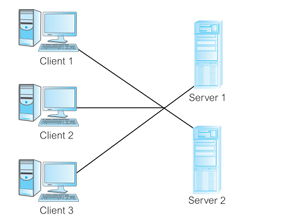 Client 1
Server 1
Client 2
Server 2
Client 3